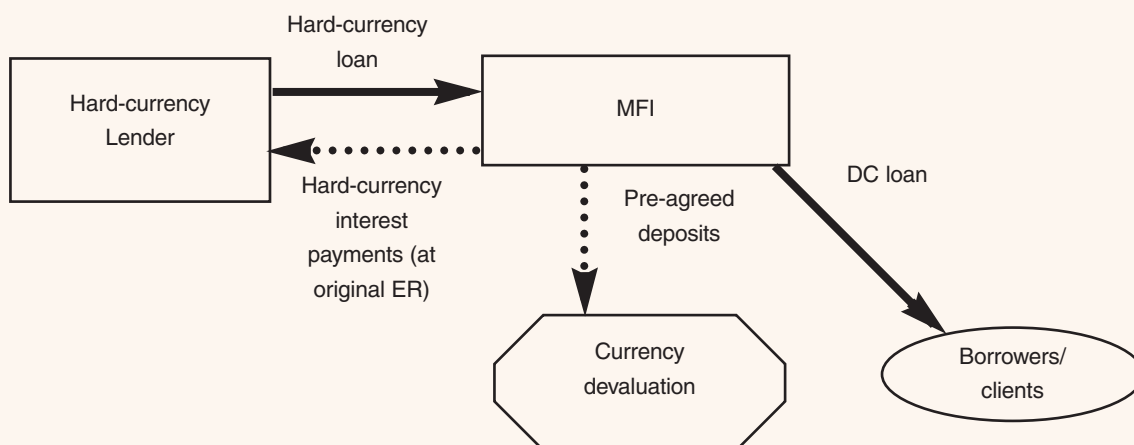 Hard-currency
loan
Hard-currency
Lender
MFI
Hard-currency
interest
payments (at
original ER)
Pre-agreed
deposits
DC loan
Currency
devaluation
Borrowers/
clients